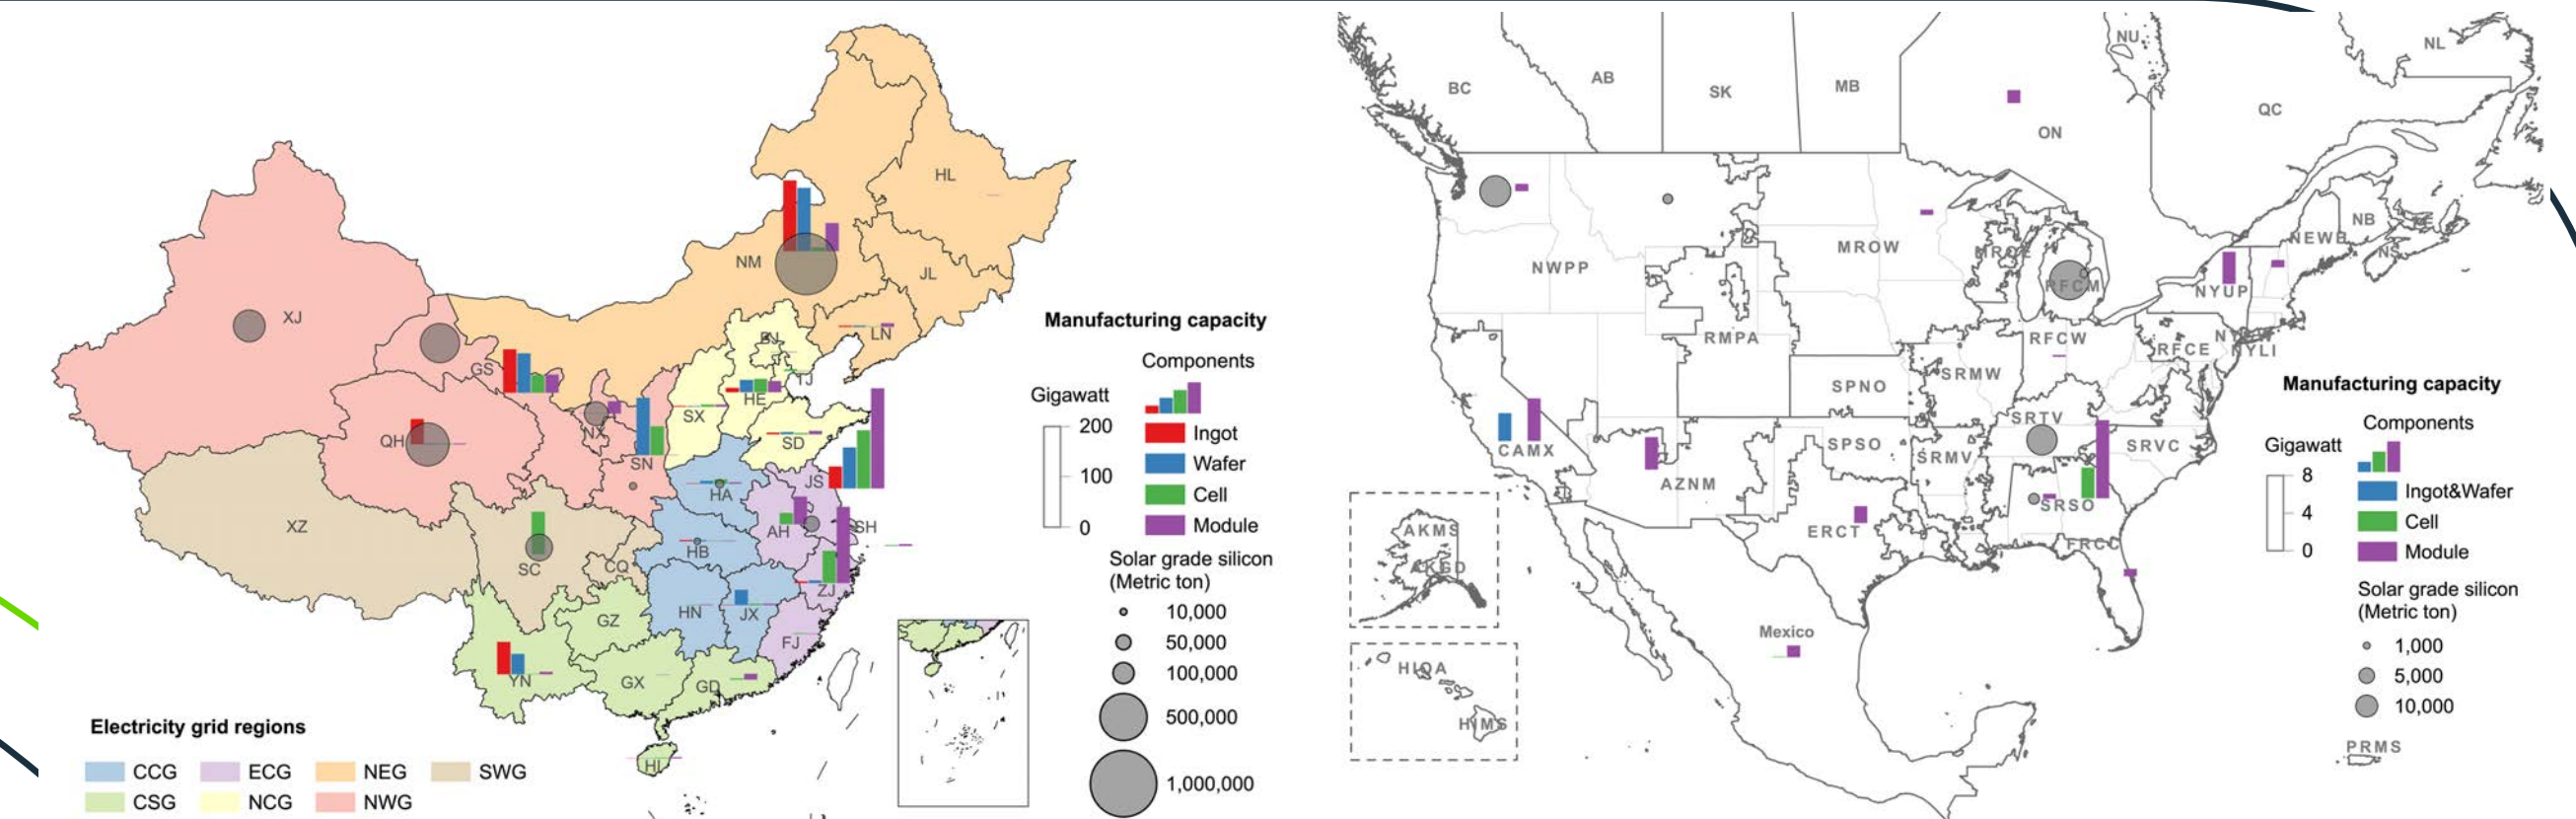 HL
NM
JL
XJ
LN
GS
BJ
TJ
HE
SX
QH
NX
SD
SN
JS
HA
XZ
AH
SH
HB
SC
CQ
ZJ
HN
JX
GZ
FJ
YN
GX
GD
HI
Electricity grid regions
CCG ECG NEG SWG
CSG NCG NWG
Manufacturing capacity
Components
Gigawatt
200
100
0
Ingot
Wafer
Cell
Module
Solar grade silicon
(Metric ton)
10,000
50,000
100,000
500,000
1,000,000
NU
NL
BC
AB
SK
MB
ON
QC
NB
NS
NEWE
MROW
MROE
NWPP
RFCM
NYUP
RMPA
RFCW
RFCE
NYLI
SRMW
SPNO
SRTV
CAMX
SPSO
SRMV
SRVC
AZNM
SRSO
ERCT
FRCC
AKMS
AKGD
Mexico
HIOA
HIMS
PRMS
Manufacturing capacity
Components
Gigawatt
8
4
0
Ingot&Wafer
Cell
Module
Solar grade silicon
(Metric ton)
1,000
5,000
10,000